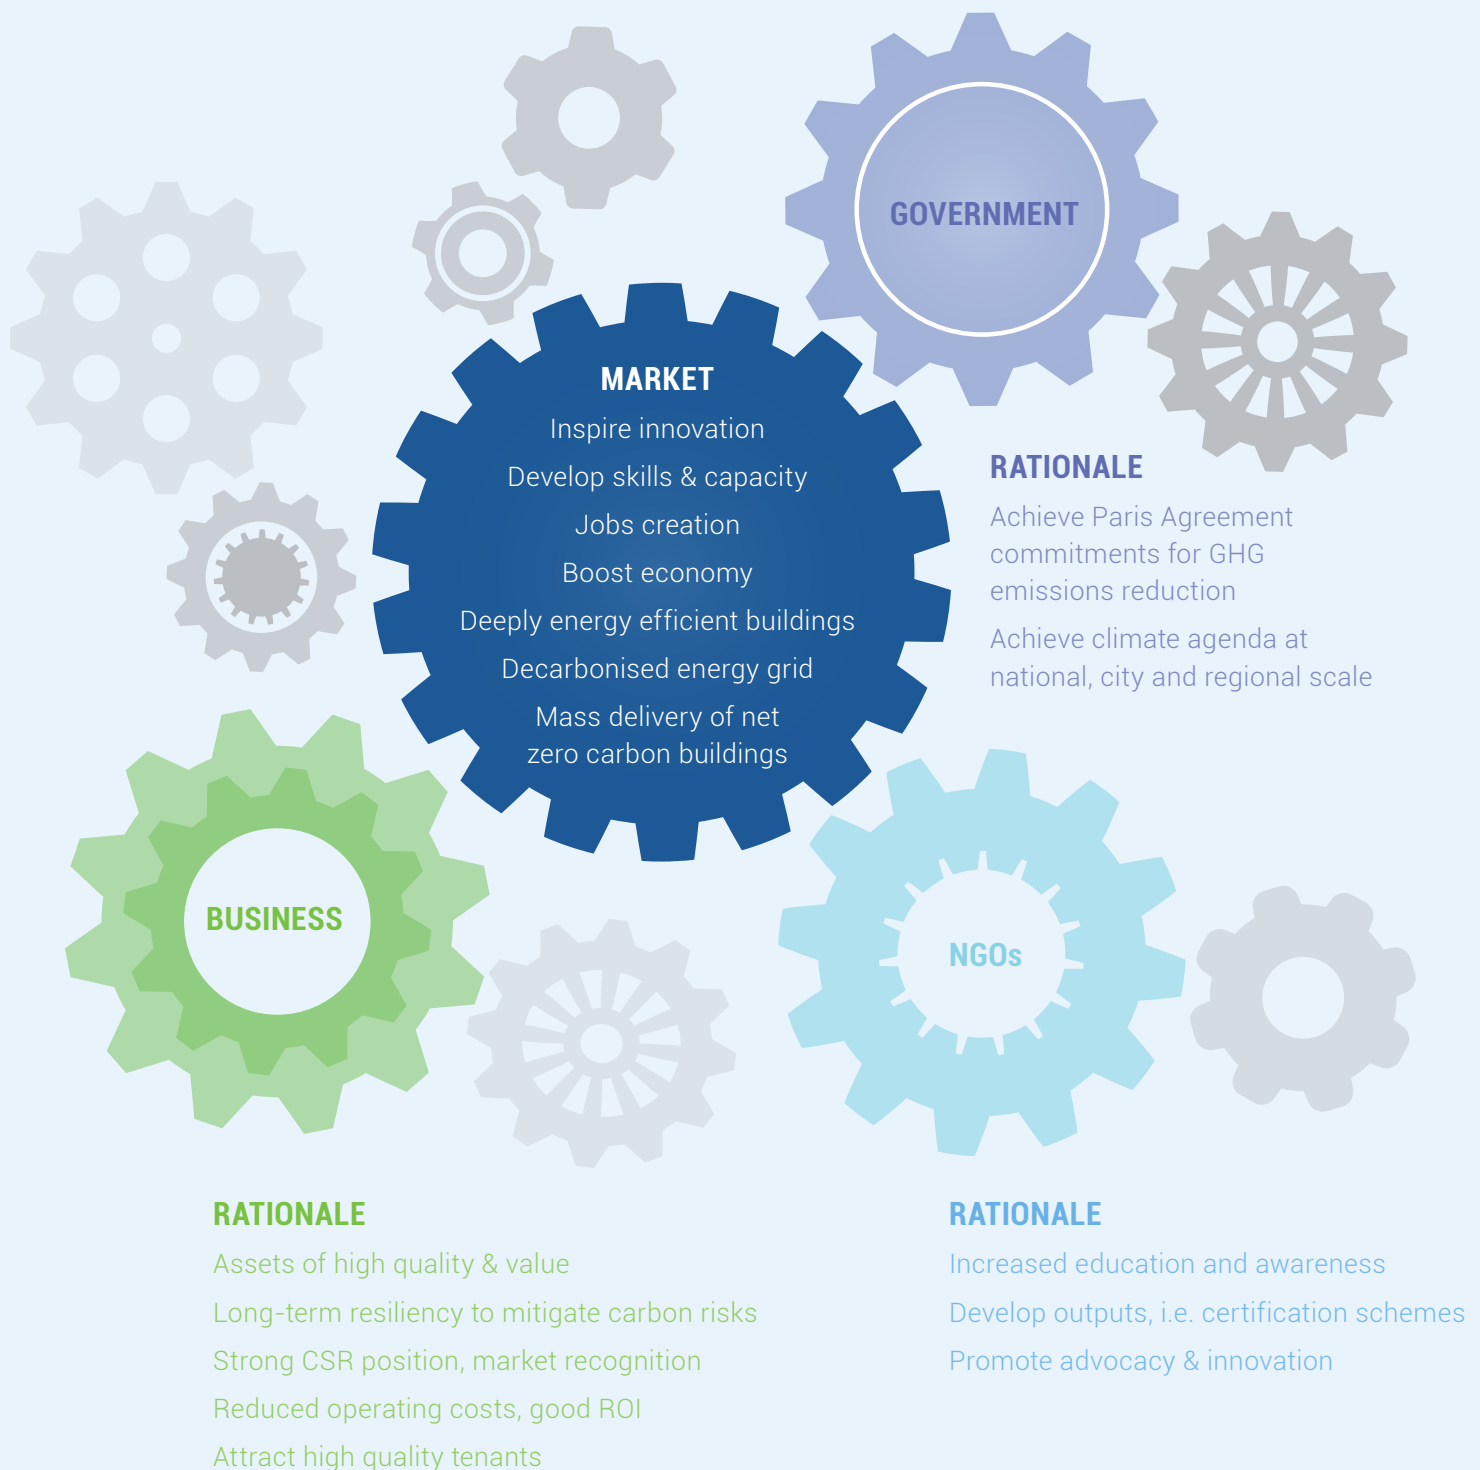 GOVERNMENT
MARKET
Inspire innovation
Develop skills & capacity
Jobs creation
Boost economy
Deeply energy efficient buildings
Decarbonised energy grid
Mass delivery of net
zero carbon buildings
RATIONALE
Achieve Paris Agreement
commitments for GHG
emissions reduction
Achieve climate agenda at
national, city and regional scale
BUSINESS
NGOs
RATIONALE
Assets of high quality & value
Long-term resiliency to mitigate carbon risks
Strong CSR position, market recognition
Reduced operating costs, good ROI
Attract high quality tenants
RATIONALE
Increased education and awareness
Develop outputs, i.e. certification schemes
Promote advocacy & innovation